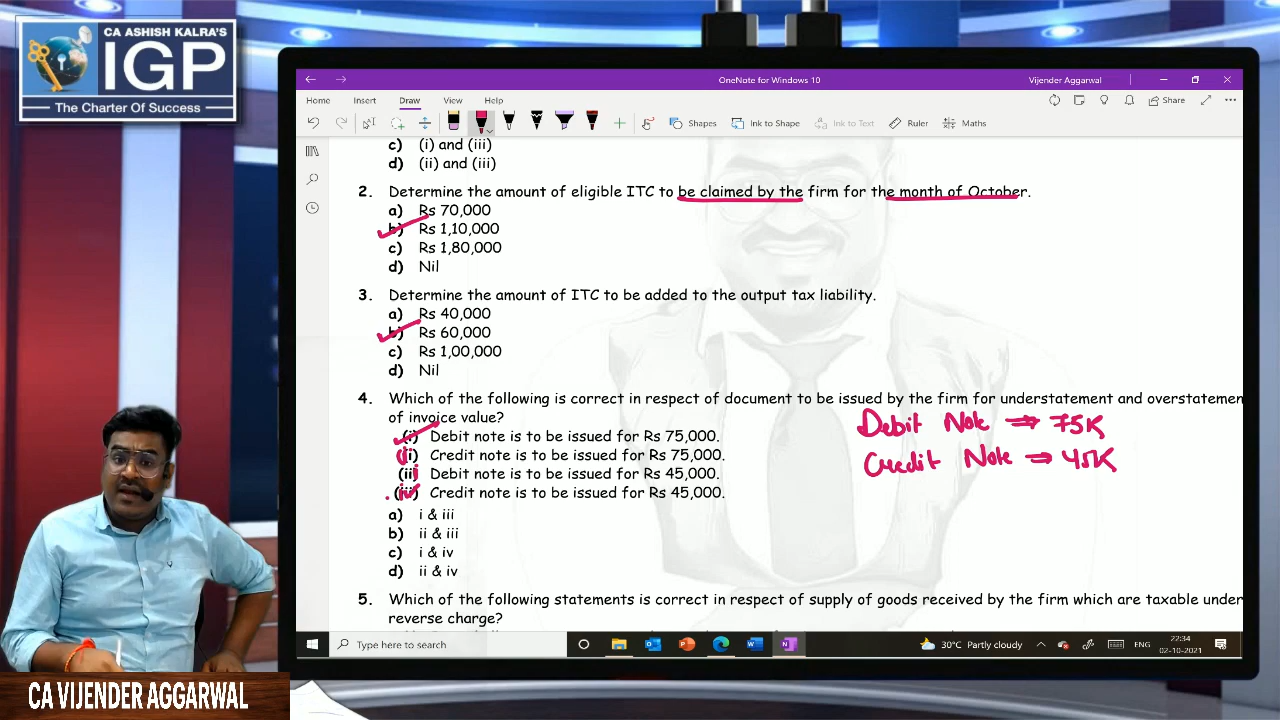 CA ASHISH KALRA'S
IGP
The Charter Of Success
OneNote for Windows 10
Vijender Aggarwal
Home Insert Draw View Help
Share
Shapes Ink to Shape Ink to Text Ruler Maths
c) (i) and (iii)
d) (ii) and (iii)
2. Determine the amount of eligible ITC to be claimed by the firm for the month of October.
a) Rs 70,000
b) Rs 1,10,000
c) Rs 1,80,000
d) Nil
3. Determine the amount of ITC to be added to the output tax liability.
a) Rs 40,000
b) Rs 60,000
c) Rs 1,00,000
d) Nil
4. Which of the following is correct in respect of document to be issued by the firm for understatement and overstatemen
of invoice value?
Debit Note ⇒ 75K
(i) Debit note is to be issued for Rs 75,000.
(ii) Credit note is to be issued for Rs 75,000.
Credit Note ⇒ 45K
(iii) Debit note is to be issued for Rs 45,000.
(iv) Credit note is to be issued for Rs 45,000.
a) i & iii
b) ii & iii
c) i & iv
d) ii & iv
5. Which of the following statements is correct in respect of supply of goods received by the firm which are taxable under
reverse charge?
Type here to search
30°C Partly cloudy
ENG
22:34
02-10-2021
CA VIJENDER AGGARWAL